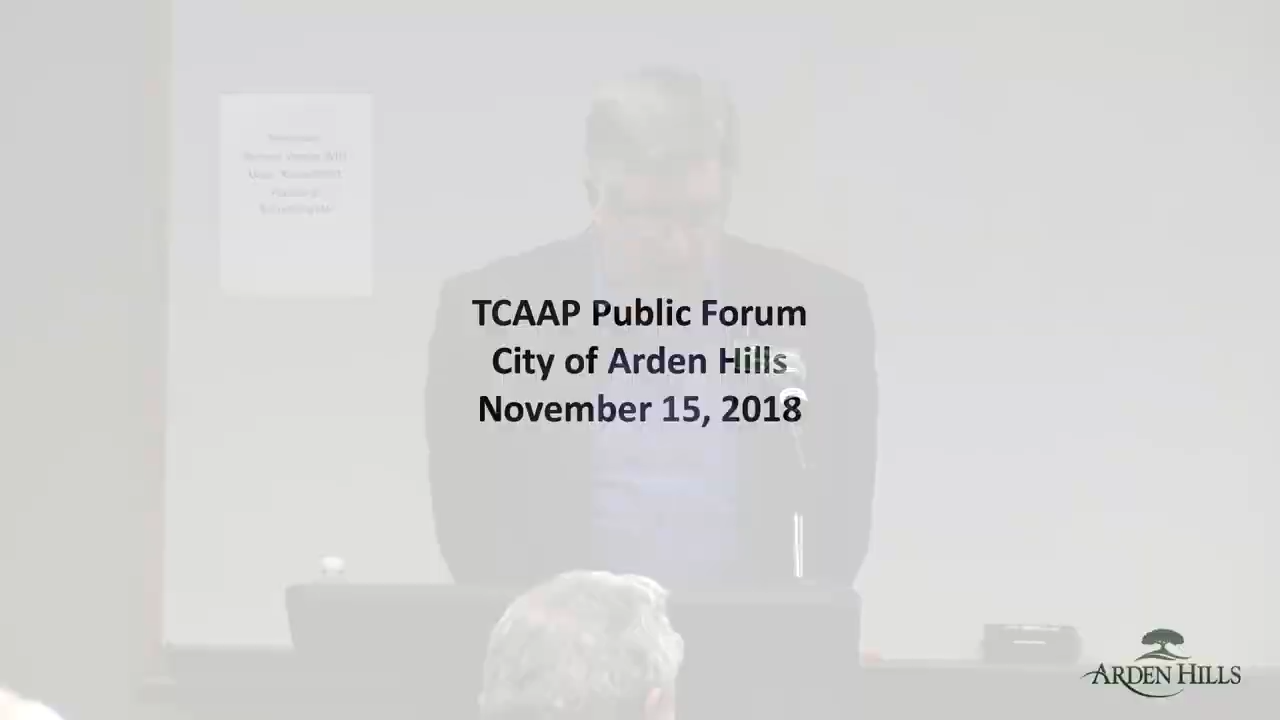 TCAAP Public Forum
City of Arden Hills
November 15, 2018
ARDEN HILLS